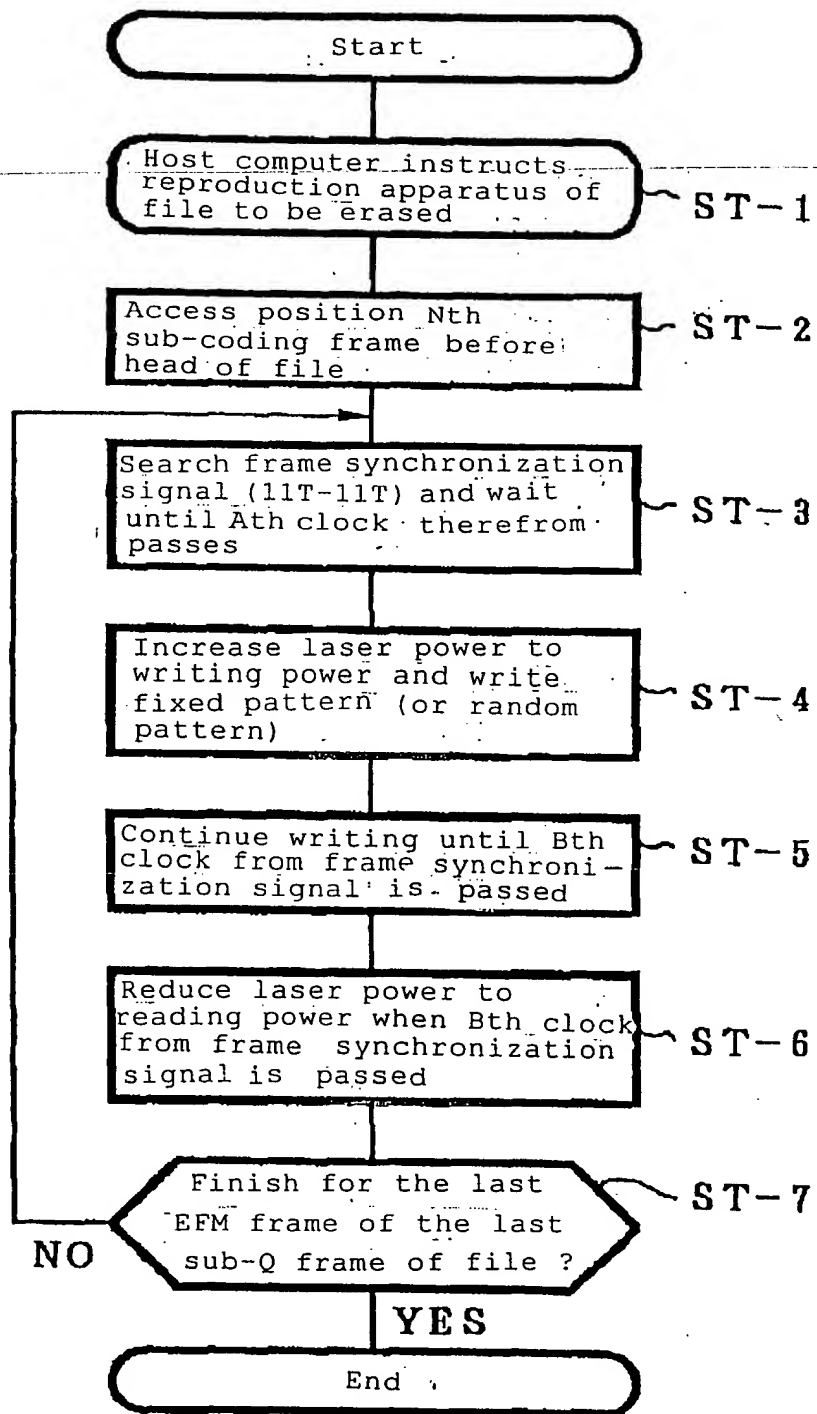 Start
Host computer instructs
reproduction apparatus of
file to be erased
ST-1
Access position Nth
sub-coding frame before
head of file
ST-2
Search frame synchronization
signal (11T-11T) and wait
until Ath clock therefrom
passes
ST-3
Increase laser power to
writing power and write
fixed pattern (or random
pattern)
ST-4
Continue writing until Bth
clock from frame synchroni-
zation signal is passed
ST-5
Reduce laser power to
reading power when Bth clock
from frame synchronization
signal is passed
ST-6
Finish for the last
EFM frame of the last
sub-Q frame of file ?
ST-7
NO
YES
End